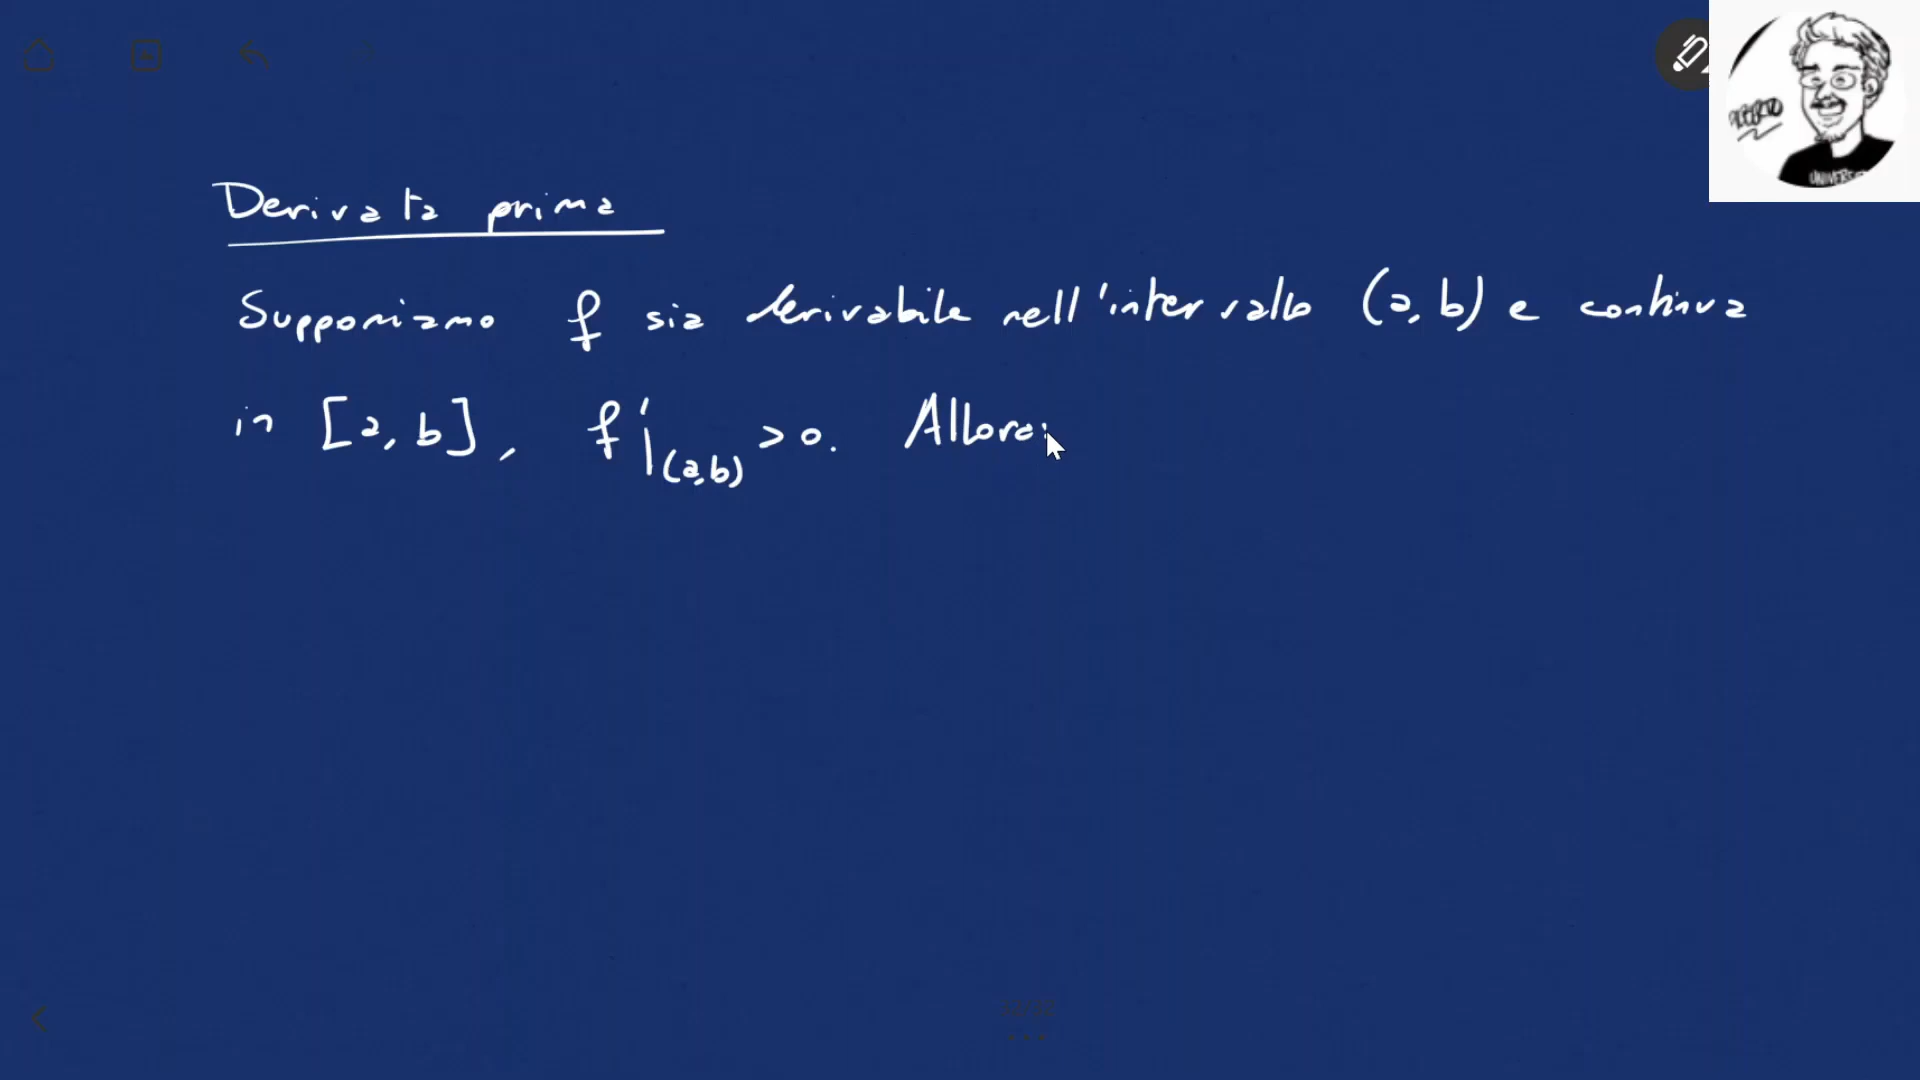 Derivata prima
Supponiamo f sia derivabile nell'intervallo (a, b) e continua
in [a, b], f'|(a,b) > 0. Allora: